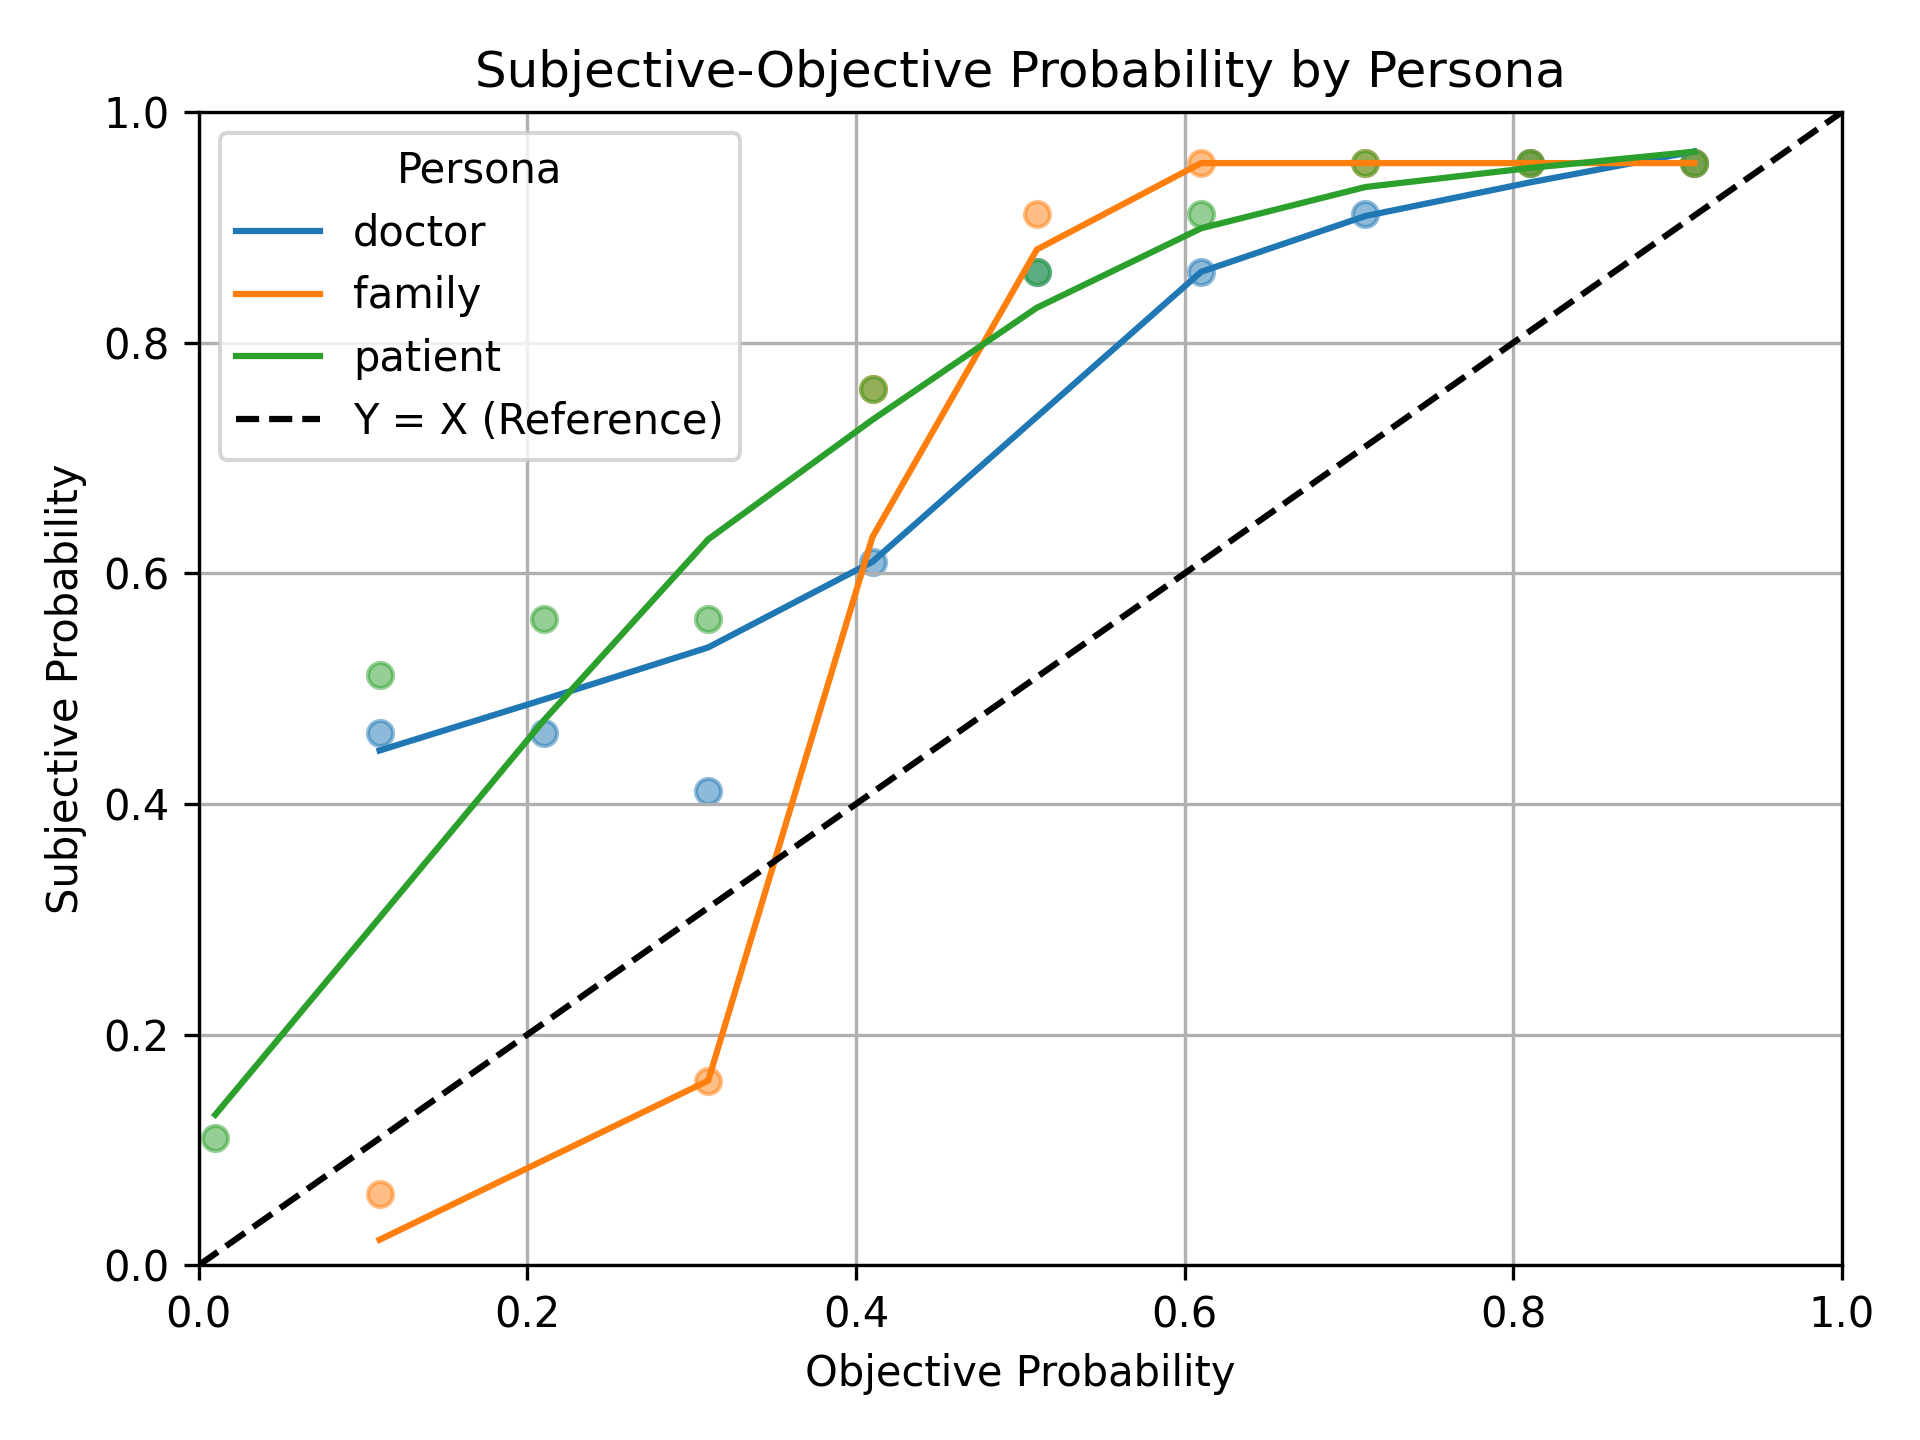 Subjective-Objective Probability by Persona
1.0
0.8
0.6
0.4
0.2
0.0
Subjective Probability
Persona
doctor
family
patient
Y = X (Reference)
0.0 0.2 0.4 0.6 0.8 1.0
Objective Probability